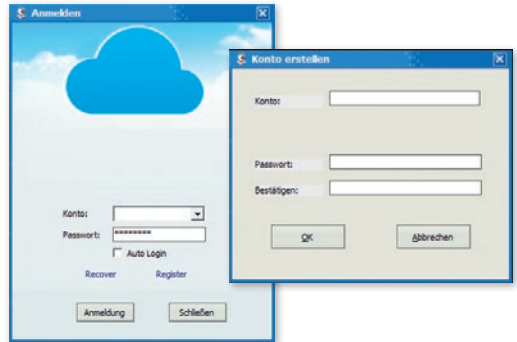 Anmelden
Konto:
Passwort: ********
Auto Login
Recover Register
Anmeldung Schließen
Konto erstellen
Konto:
Passwort:
Bestätigen:
OK Abbrechen